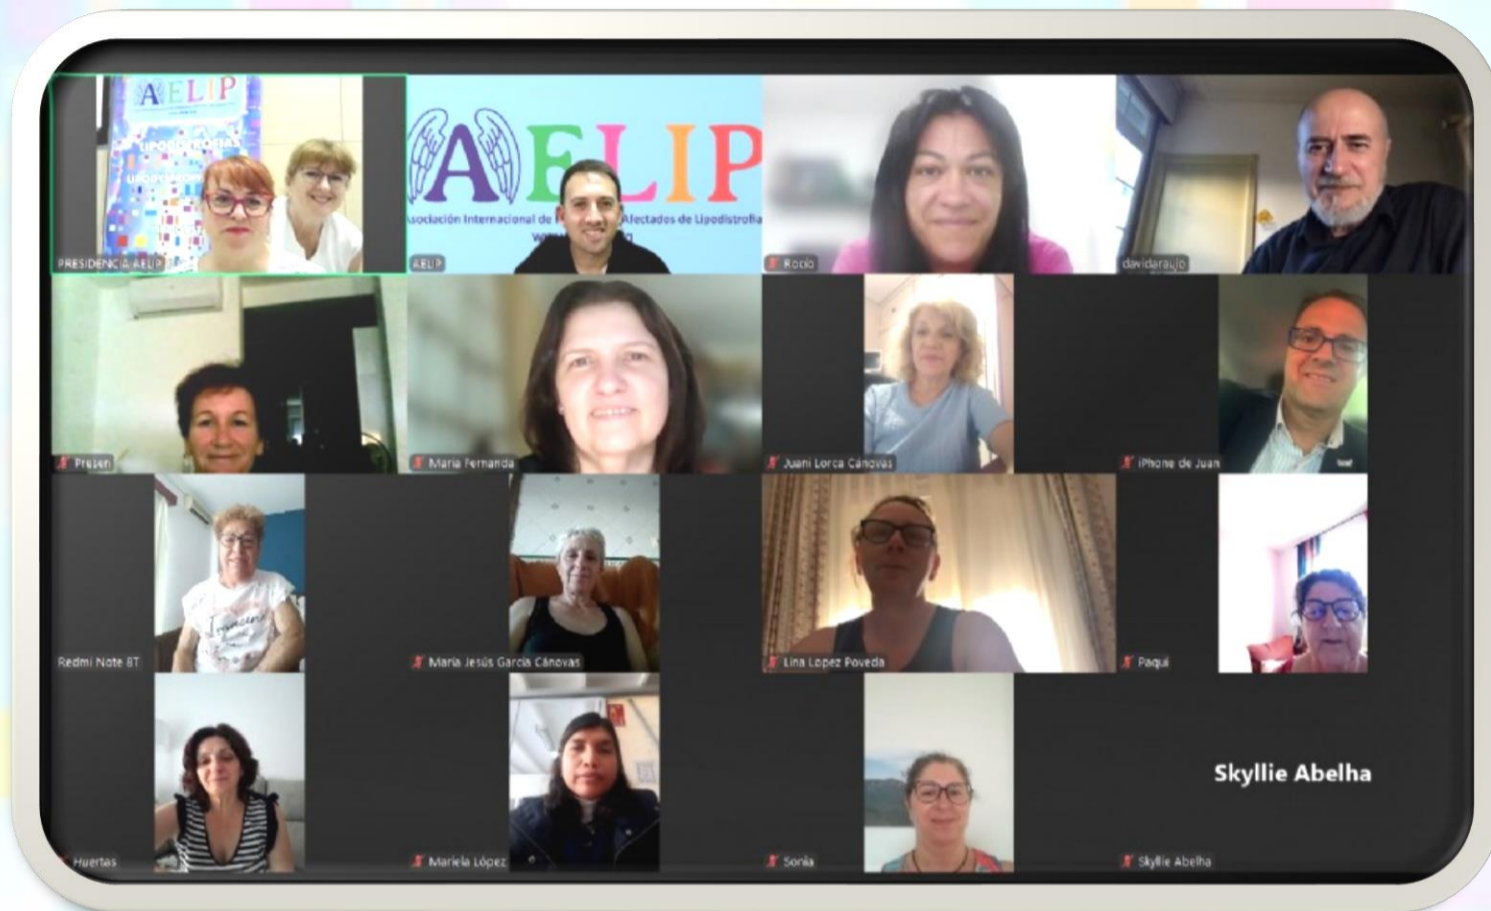 AELIP
LIPODISTROFIAS
PRESIDENCIA AELIP
AELIP
Asociación Internacional de
Afectados de Lipodistrofia
AELIP
Rocio
davidaraujo
Presen
Maria Fernanda
Juani Lorca Cánovas
iPhone de Juan
Redmi Note 8T
María Jesús García Cánovas
Lina Lopez Poveda
Paqui
Skyllie Abelha
Huertas
Mariela López
Sonia
Skyllie Abelha